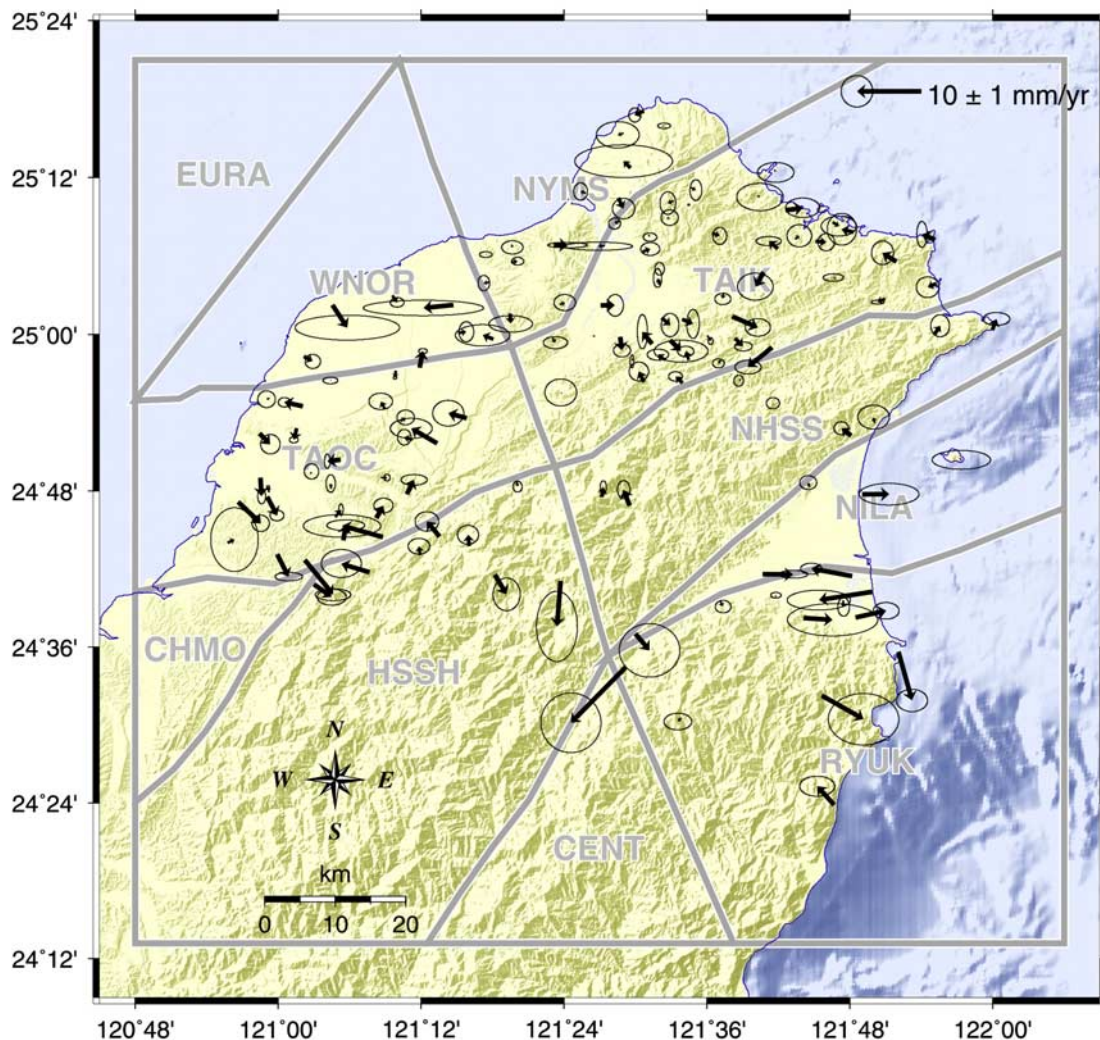 25˚24'
10 ± 1 mm/yr
25˚12'
EURA
NYMS
WNOR
TAIK
25˚00'
NHSS
TAOC
24˚48'
NILA
24˚36'
CHMO
HSSH
N
W E
S
RYUK
24˚24'
CENT
km
0 10 20
24˚12'
120˚48' 121˚00' 121˚12' 121˚24' 121˚36' 121˚48' 122˚00'